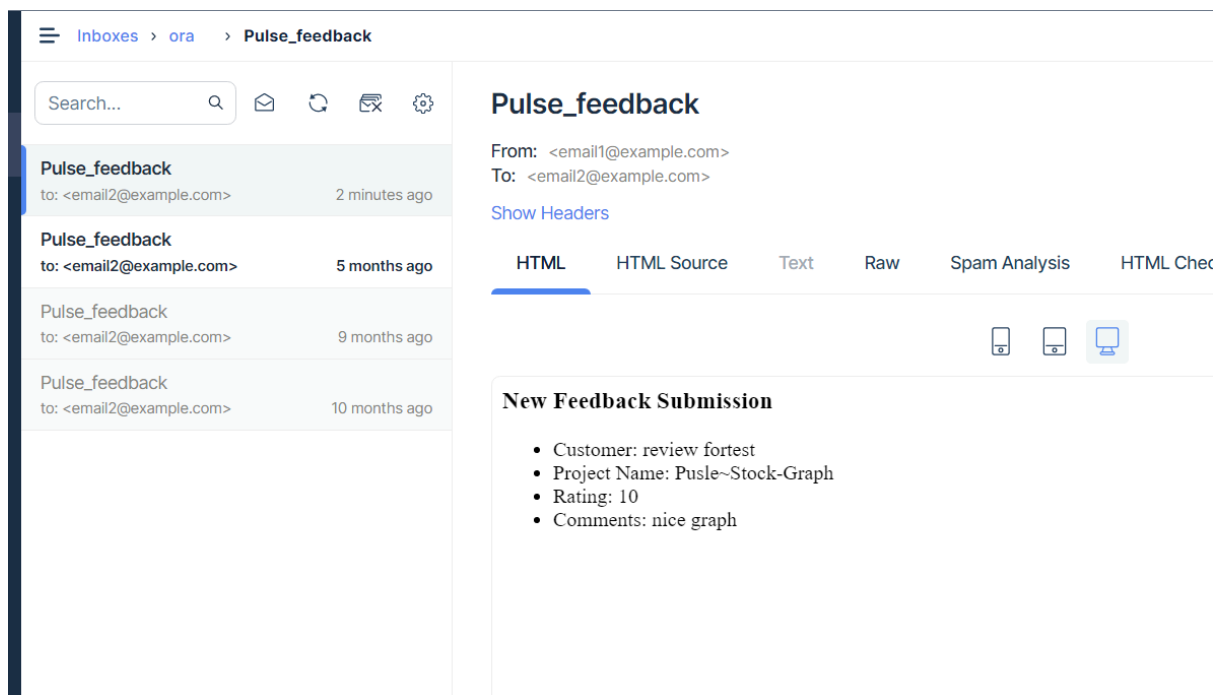 Inboxes › ora › Pulse_feedback
Search...
Pulse_feedback
to: <email2@example.com> 2 minutes ago
Pulse_feedback
to: <email2@example.com> 5 months ago
Pulse_feedback
to: <email2@example.com> 9 months ago
Pulse_feedback
to: <email2@example.com> 10 months ago
Pulse_feedback
From: <email1@example.com>
To: <email2@example.com>
Show Headers
HTML HTML Source Text Raw Spam Analysis HTML Chec
New Feedback Submission
• Customer: review fortest
• Project Name: Pusle~Stock-Graph
• Rating: 10
• Comments: nice graph